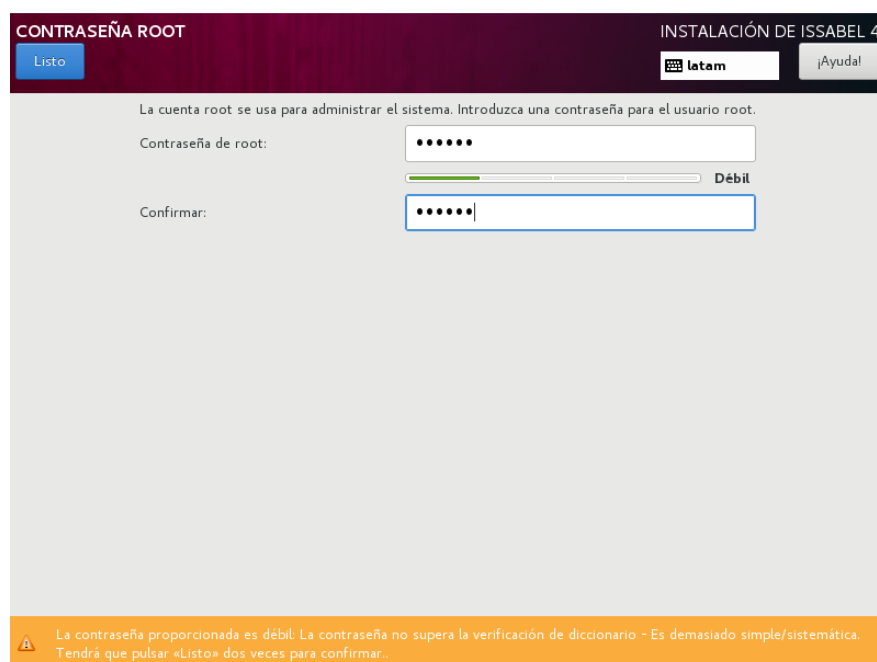 CONTRASEÑA ROOT
INSTALACIÓN DE ISSABEL 4
Listo
latam
¡Ayuda!
La cuenta root se usa para administrar el sistema. Introduzca una contraseña para el usuario root.
Contraseña de root:
••••••
Débil
Confirmar:
••••••
La contraseña proporcionada es débil: La contraseña no supera la verificación de diccionario - Es demasiado simple/sistemática.
Tendrá que pulsar «Listo» dos veces para confirmar..